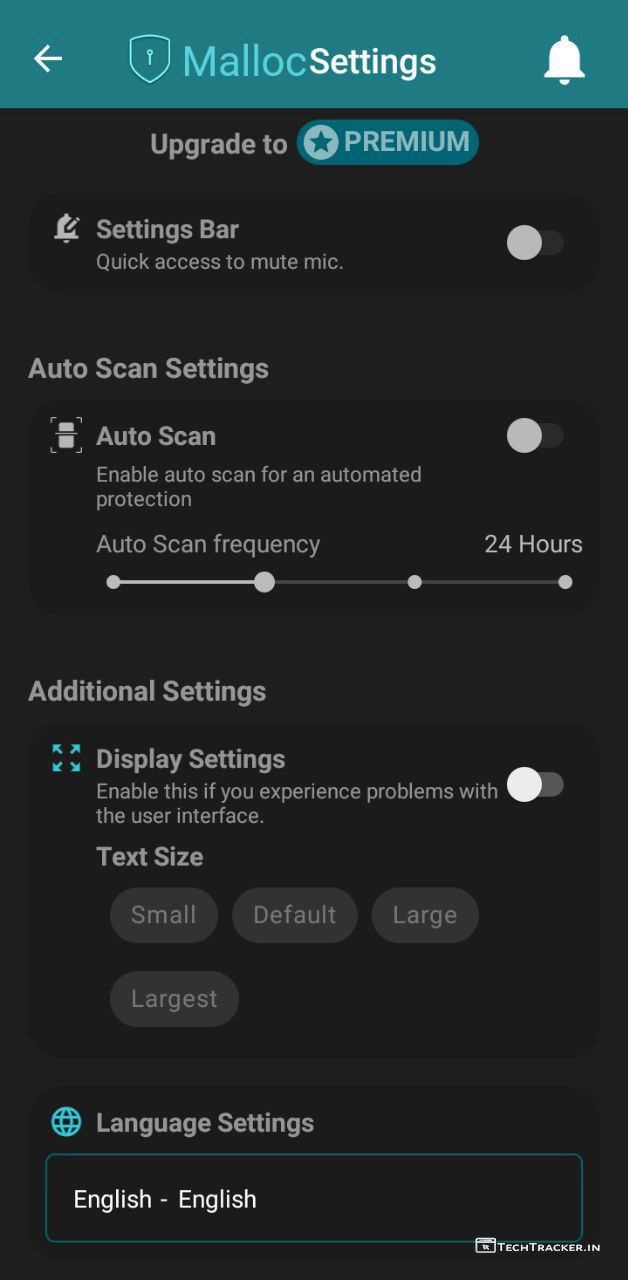 MallocSettings
Upgrade to PREMIUM
Settings Bar
Quick access to mute mic.
Auto Scan Settings
Auto Scan
Enable auto scan for an automated
protection
Auto Scan frequency 24 Hours
Additional Settings
Display Settings
Enable this if you experience problems with
the user interface.
Text Size
Small Default Large
Largest
Language Settings
English - English
TECHTRACKER.IN